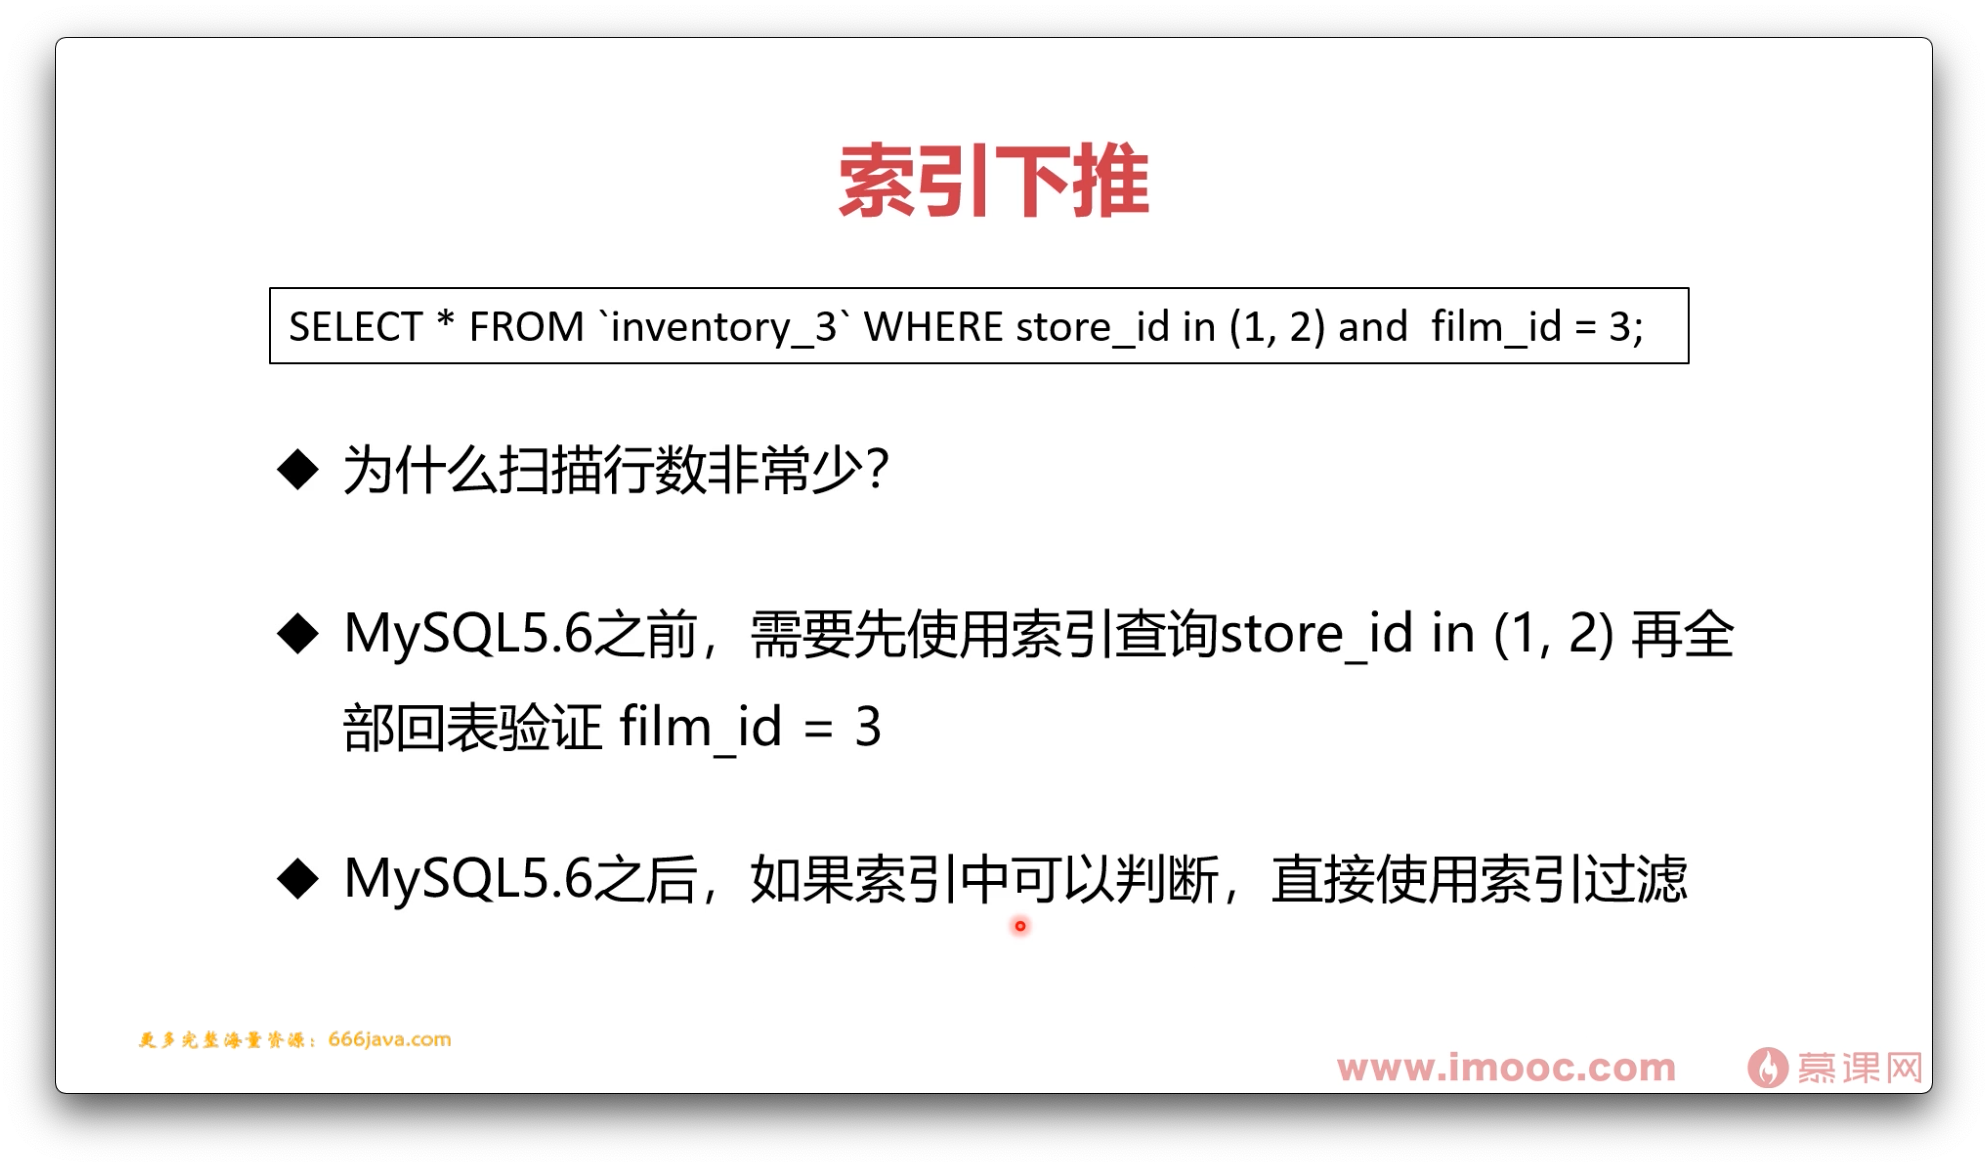 索引下推
SELECT * FROM `inventory_3` WHERE store_id in (1, 2) and  film_id = 3;
◆ 为什么扫描行数非常少？
◆ MySQL5.6之前，需要先使用索引查询store_id in (1, 2) 再全
部回表验证 film_id = 3
◆ MySQL5.6之后，如果索引中可以判断，直接使用索引过滤
更多完整海量资源：666java.com
www.imooc.com 慕课网